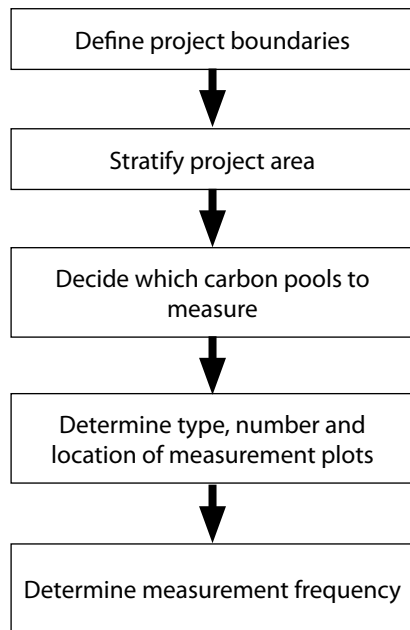 Define project boundaries
Stratify project area
Decide which carbon pools to
measure
Determine type, number and
location of measurement plots
Determine measurement frequency